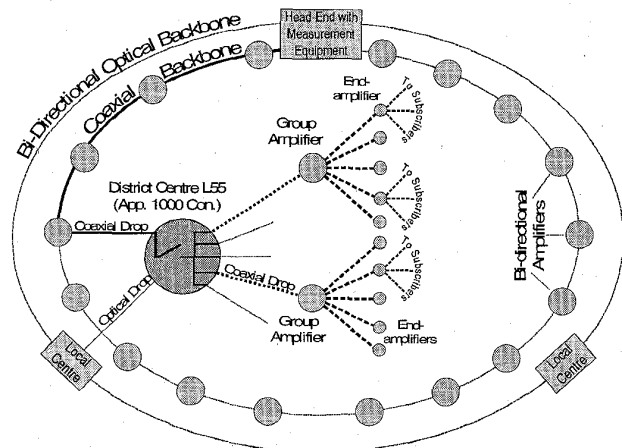 Head-End with
Measurement
Equipment
Bi-Directional Optical Backbone
Coaxial Backbone
End-
amplifier
To Subscribers
Group
Amplifier
To Subscribers
District Centre L55
(App. 1000 Con.)
Coaxial Drop
To Subscribers
Coaxial Drop
Bi-directional
Amplifiers
Optical Drop
Group
Amplifier
End-
amplifiers
Local
Centre
Local
Centre